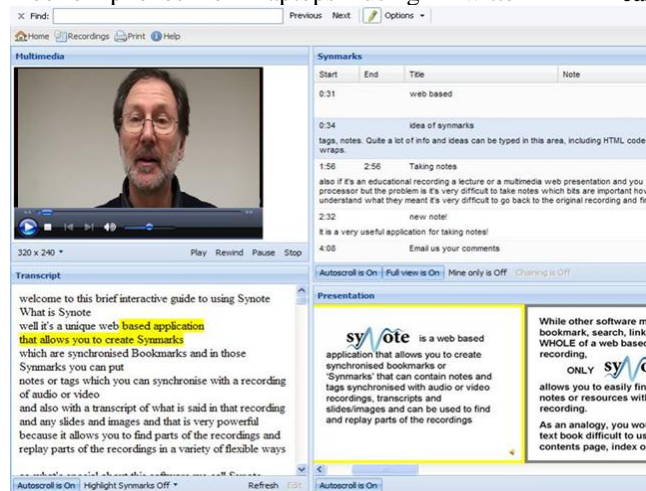 Find: Previous Next Options
Home Recordings Print Help
Multimedia
320 x 240 Play Rewind Pause Stop
Transcript
welcome to this brief interactive guide to using Synote
What is Synote
well it's a unique web based application
that allows you to create Synmarks
which are synchronised Bookmarks and in those
Synmarks you can put
notes or tags which you can synchronise with a recording
of audio or video
and also with a transcript of what is said in that recording
and any slides and images and that is very powerful
because it allows you to find parts of the recordings and
replay parts of the recordings in a variety of flexible ways
Autoscroll is On Highlight Synmarks Off Refresh Edit
Synmarks
Start End Title Note
0:31 web based
0:34 idea of synmarks
tags, notes. Quite a lot of info and ideas can be typed in this area, including HTML code
wraps.
1:56 2:56 Taking notes
also if it's an educational recording a lecture or a multimedia web presentation and you
processor but the problem is it's very difficult to take notes which bits are important
understand what they meant it's very difficult to go back to the original recording and
2:32 new note!
It is a very useful application for taking notes!
4:08 Email us your comments
Autoscroll is On Full view is On Mine only is Off Chaining is Off
Presentation
synote is a web based
application that allows you to create
synchronised bookmarks or
'Synmarks' that can contain notes and
tags synchronised with audio or video
recordings, transcripts and
slides/images and can be used to find
and replay parts of the recordings
While other software
bookmark, search,
WHOLE of a web
recording,
ONLY
allows you to easily
notes or resources
recording.
As an analogy, you
text book difficult to
contents page, index
Autoscroll is On